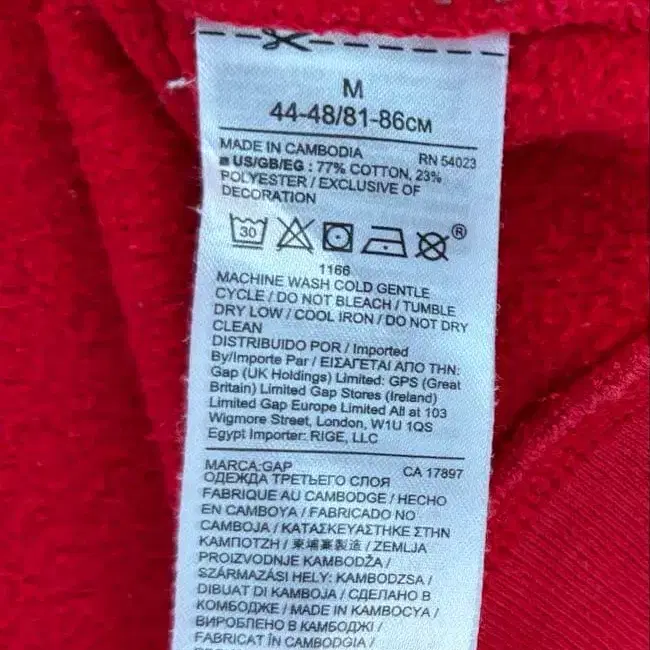 M
44-48/81-86CM
MADE IN CAMBODIA RN 54023
US/GB/EG : 77% COTTON, 23%
POLYESTER / EXCLUSIVE OF
DECORATION
30 ®
1166
MACHINE WASH COLD GENTLE
CYCLE / DO NOT BLEACH / TUMBLE
DRY LOW / COOL IRON / DO NOT DRY
CLEAN
DISTRIBUIDO POR / Imported
By/Importe Par / ΕΙΣΑΓΕΤΑΙ ΑΠΟ ΤΗΝ:
Gap (UK Holdings) Limited: GPS (Great
Britain) Limited Gap Stores (Ireland)
Limited Gap Europe Limited All at 103
Wigmore Street, London, W1U 1QS
Egypt Importer: RIGE, LLC
MARCA:GAP CA 17897
ОДЕЖДА ТРЕТЬЕГО СЛОЯ
FABRIQUE AU CAMBODGE / HECHO
EN CAMBOYA / FABRICADO NO
CAMBOJA / ΚΑΤΑΣΚΕΥΑΣΤΗΚΕ ΣΤΗΝ
ΚΑΜΠΟΤΖΗ / 柬埔寨製造 / ZEMLJA
PROIZVODNJE KAMBODŽA /
SZÁRMAZÁSI HELY: KAMBODZSA /
DIBUAT DI KAMBOJA / СДЕЛАНО В
КОМБОДЖЕ / MADE IN KAMBOCYA /
ВИРОБЛЕНО В КАМБОДЖІ /
FABRICAT ÎN CAMBODGIA /